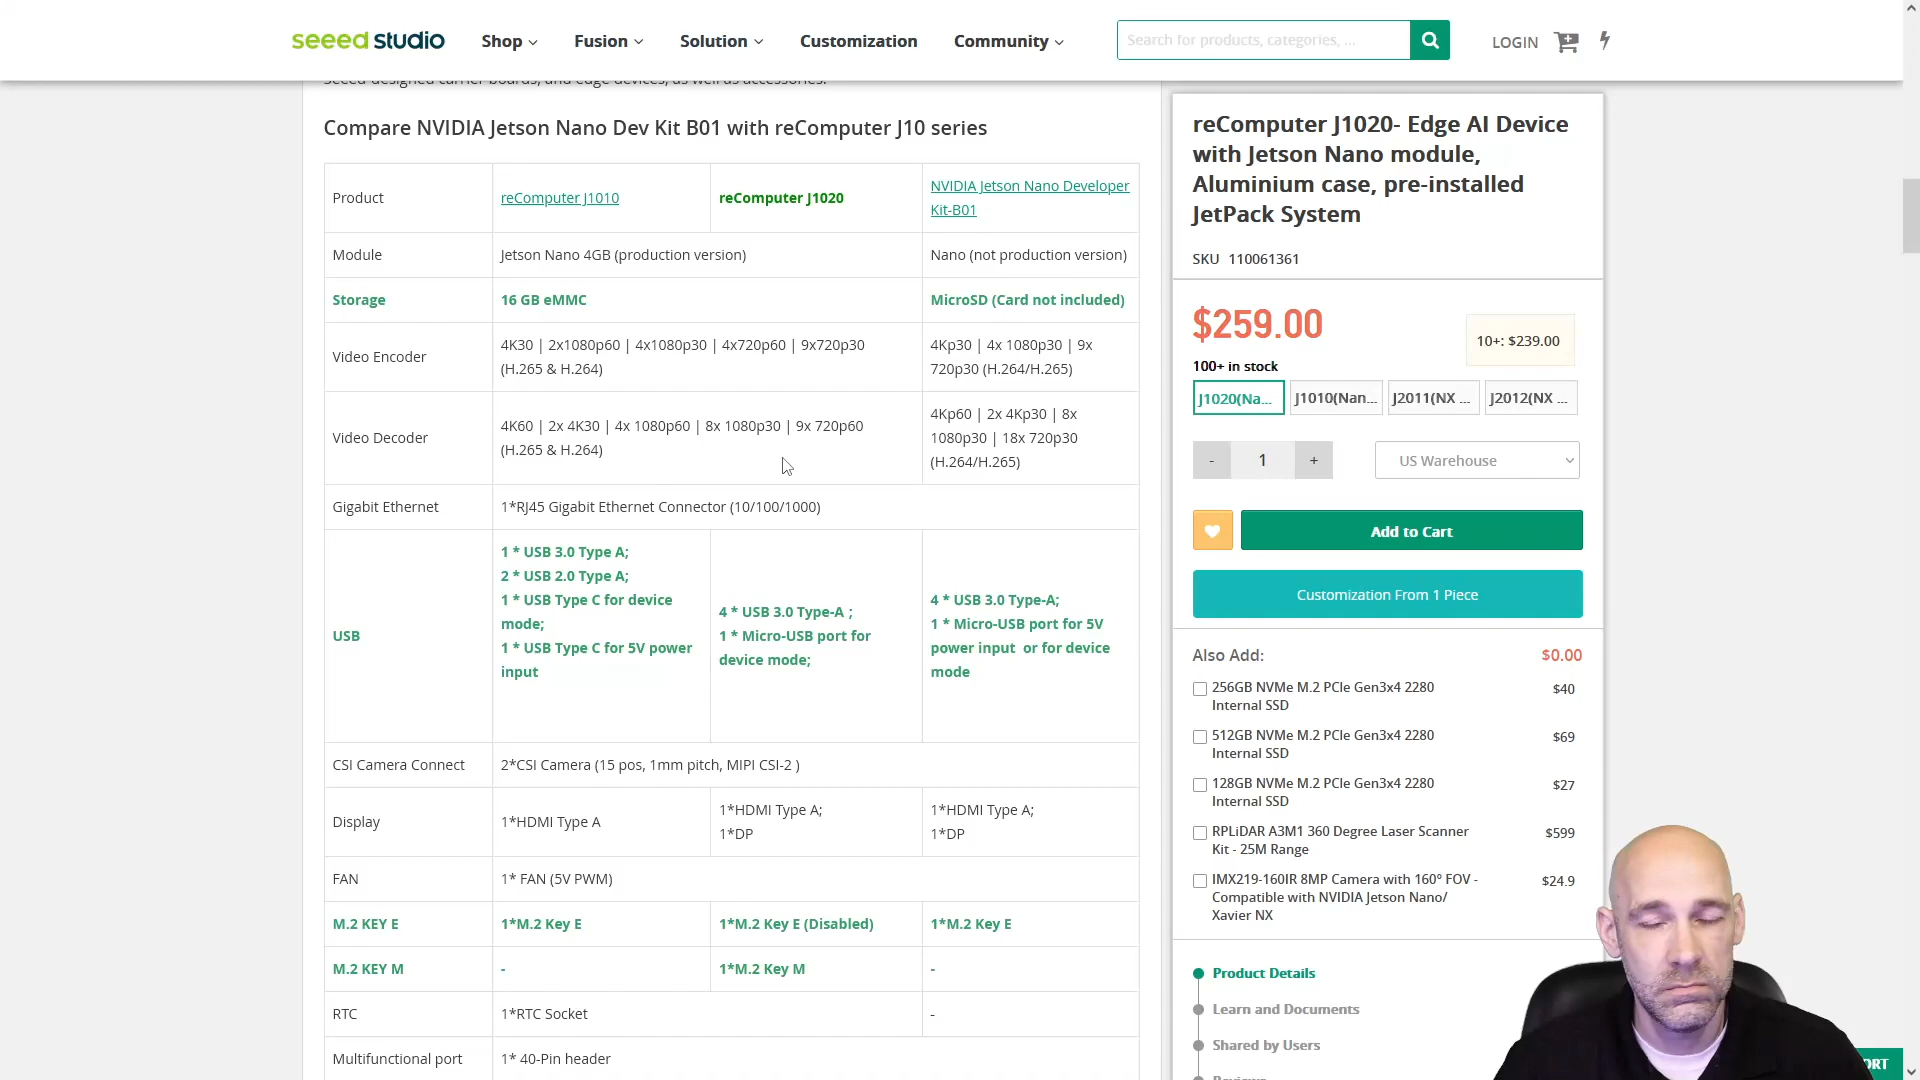 seeed studio
Shop
Fusion
Solution
Customization
Community
Search for products, categories, ...
LOGIN
Seeed designed carrier boards, and edge devices, as well as accessories.
Compare NVIDIA Jetson Nano Dev Kit B01 with reComputer J10 series
Product
reComputer J1010
reComputer J1020
NVIDIA Jetson Nano Developer
Kit-B01
Module
Jetson Nano 4GB (production version)
Nano (not production version)
Storage
16 GB eMMC
MicroSD (Card not included)
Video Encoder
4K30 | 2x1080p60 | 4x1080p30 | 4x720p60 | 9x720p30
(H.265 & H.264)
4Kp30 | 4x 1080p30 | 9x
720p30 (H.264/H.265)
Video Decoder
4K60 | 2x 4K30 | 4x 1080p60 | 8x 1080p30 | 9x 720p60
(H.265 & H.264)
4Kp60 | 2x 4Kp30 | 8x
1080p30 | 18x 720p30
(H.264/H.265)
Gigabit Ethernet
1*RJ45 Gigabit Ethernet Connector (10/100/1000)
USB
1 * USB 3.0 Type A;
2 * USB 2.0 Type A;
1 * USB Type C for device
mode;
1 * USB Type C for 5V power
input
4 * USB 3.0 Type-A ;
1 * Micro-USB port for
device mode;
4 * USB 3.0 Type-A;
1 * Micro-USB port for 5V
power input  or for device
mode
CSI Camera Connect
2*CSI Camera (15 pos, 1mm pitch, MIPI CSI-2 )
Display
1*HDMI Type A
1*HDMI Type A;
1*DP
1*HDMI Type A;
1*DP
FAN
1* FAN (5V PWM)
M.2 KEY E
1*M.2 Key E
1*M.2 Key E (Disabled)
1*M.2 Key E
M.2 KEY M
-
1*M.2 Key M
-
RTC
1*RTC Socket
-
Multifunctional port
1* 40-Pin header
reComputer J1020- Edge AI Device
with Jetson Nano module,
Aluminium case, pre-installed
JetPack System
SKU 110061361
$259.00
10+: $239.00
100+ in stock
J1020(Na...
J1010(Nan...
J2011(NX ...
J2012(NX ...
- 1 +
US Warehouse
Add to Cart
Customization From 1 Piece
Also Add:
$0.00
256GB NVMe M.2 PCIe Gen3x4 2280
Internal SSD
$40
512GB NVMe M.2 PCIe Gen3x4 2280
Internal SSD
$69
128GB NVMe M.2 PCIe Gen3x4 2280
Internal SSD
$27
RPLiDAR A3M1 360 Degree Laser Scanner
Kit - 25M Range
$599
IMX219-160IR 8MP Camera with 160° FOV -
Compatible with NVIDIA Jetson Nano/
Xavier NX
$24.9
Product Details
Learn and Documents
Shared by Users
ORT